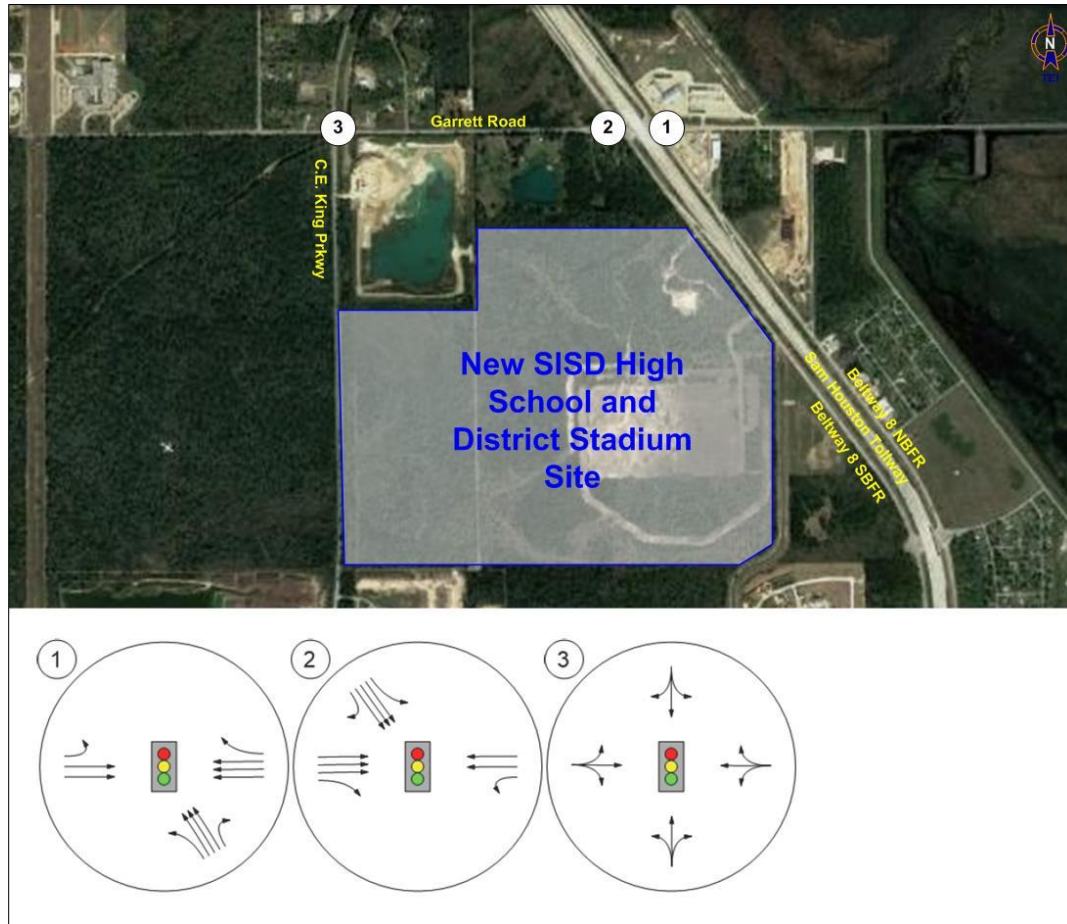 N
TEI
Garrett Road
3
2
1
C.E. King Prkwy
New SISD High
School and
District Stadium
Site
Beltway 8 NBFR
Sam Houston Tollway
Beltway 8 SBFR
1
2
3